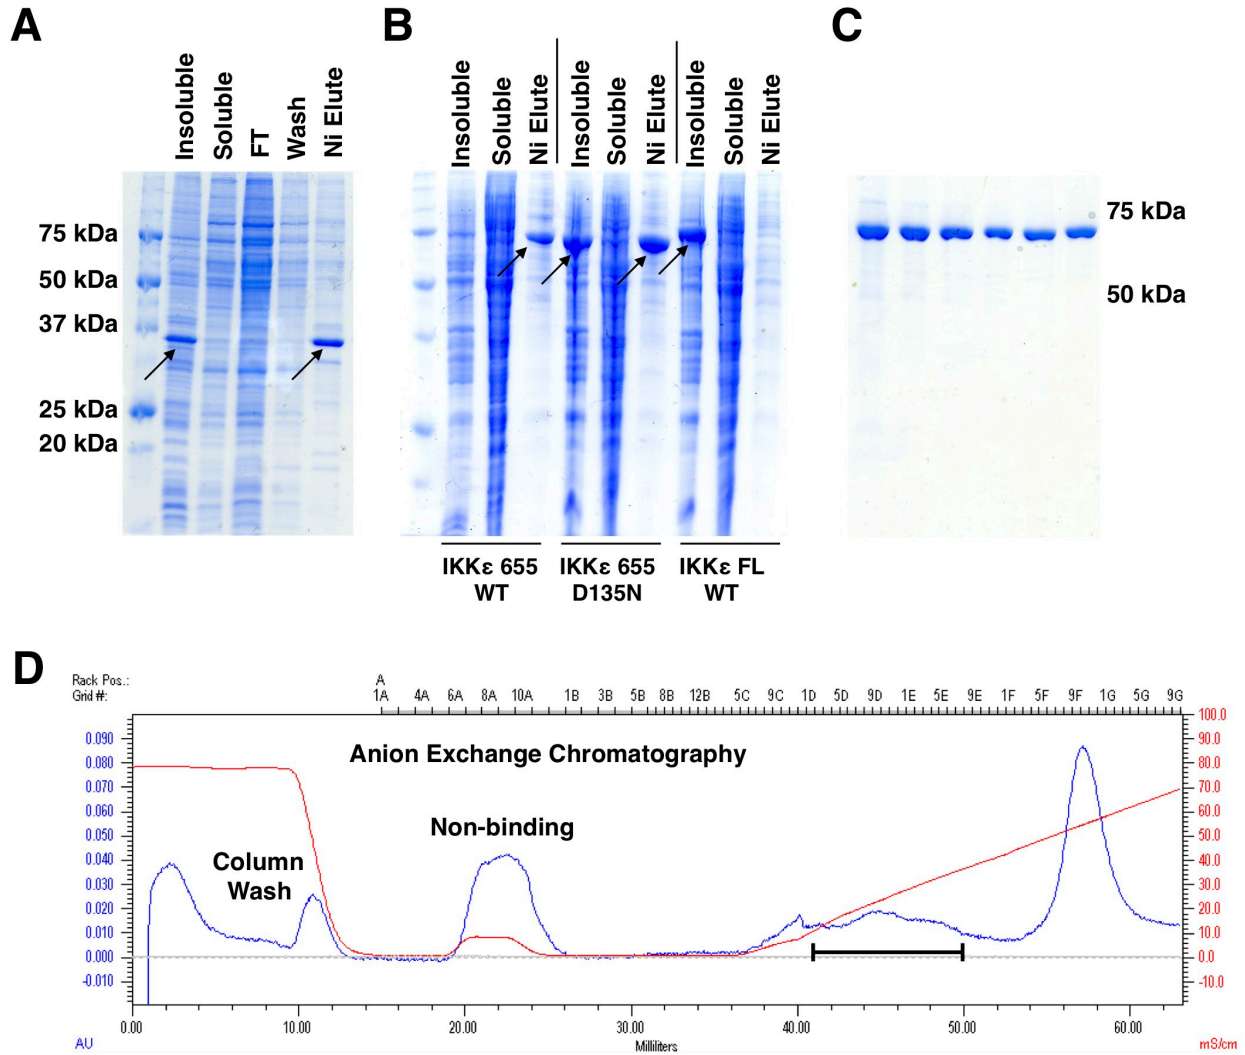 A
B
C
Insoluble
Soluble
FT
Wash
Ni Elute
Insoluble
Soluble
Ni Elute
Insoluble
Soluble
Ni Elute
Insoluble
Soluble
Ni Elute
75 kDa
50 kDa
37 kDa
25 kDa
20 kDa
75 kDa
50 kDa
IKKε 655
WT
IKKε 655
D135N
IKKε FL
WT
D
Rack Pos.: A
Grid #: 1A 4A 6A 8A 10A 1B 3B 5B 8B 12B 5C 9C 1D 5D 9D 1E 5E 9E 1F 5F 9F 1G 5G 9G
Anion Exchange Chromatography
Non-binding
Column
Wash
0.090
0.080
0.070
0.060
0.050
0.040
0.030
0.020
0.010
0.000
-0.010
100.0
90.0
80.0
70.0
60.0
50.0
40.0
30.0
20.0
10.0
0.0
-10.0
0.00 10.00 20.00 30.00 40.00 50.00 60.00
AU Milliliters mS/cm